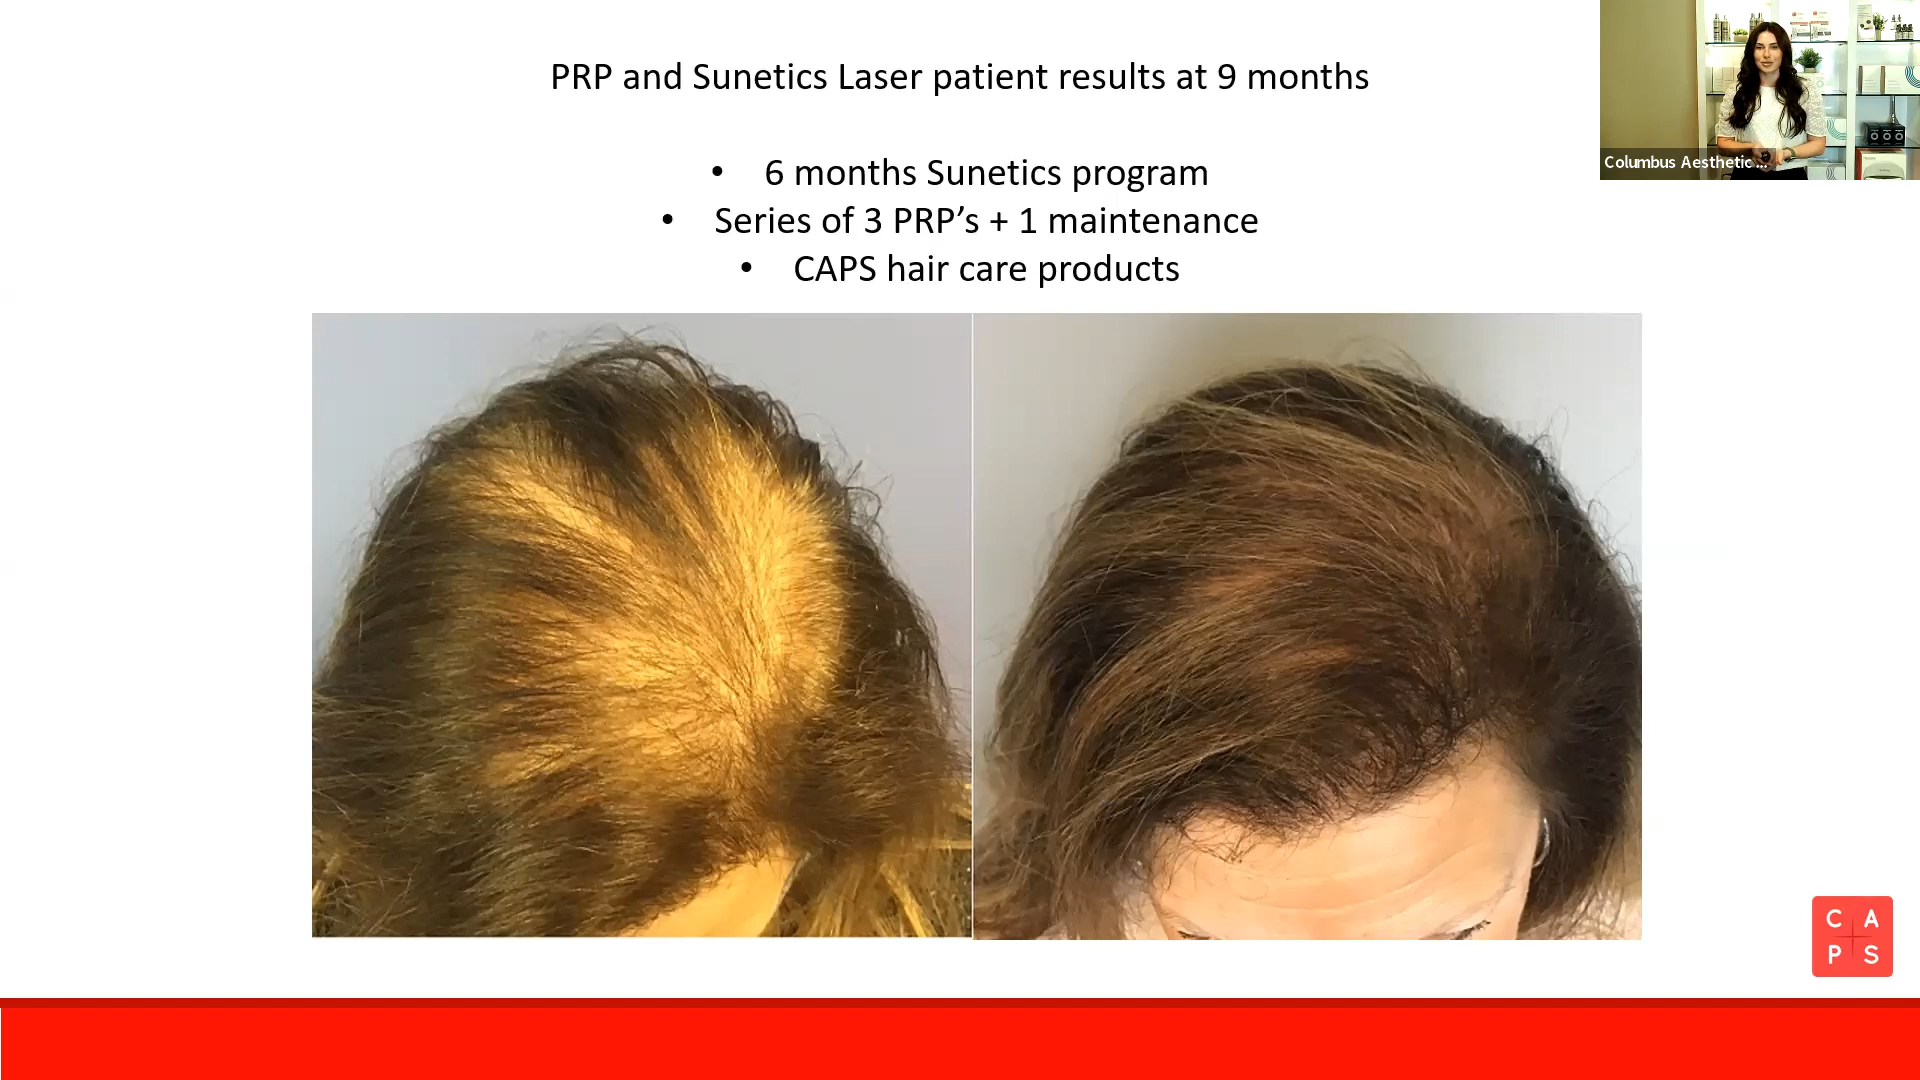 PRP and Sunetics Laser patient results at 9 months
• 6 months Sunetics program
• Series of 3 PRP’s + 1 maintenance
• CAPS hair care products
Columbus Aesthetic ...
C A
P S